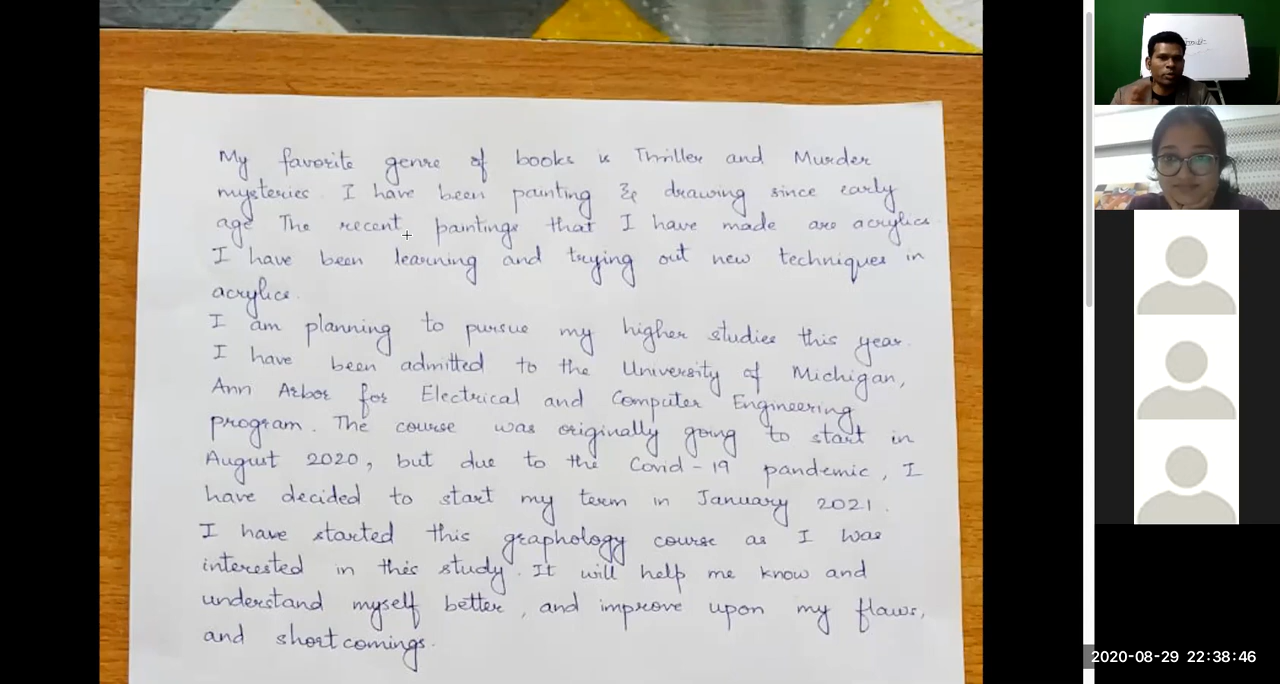 My favorite genre of books is Thriller and Murder
mysteries. I have been painting & drawing since early
age. The recent paintings that I have made are acrylics.
I have been learning and trying out new techniques in
acrylics.
I am planning to pursue my higher studies this year.
I have been admitted to the University of Michigan,
Ann Arbor for Electrical and Computer Engineering
program. The course was originally going to start in
August 2020, but due to the Covid-19 pandemic, I
have decided to start my term in January 2021.
I have started this graphology course as I was
interested in this study. It will help me know and
understand myself better, and improve upon my flaws,
and shortcomings.
2020-08-29 22:38:46